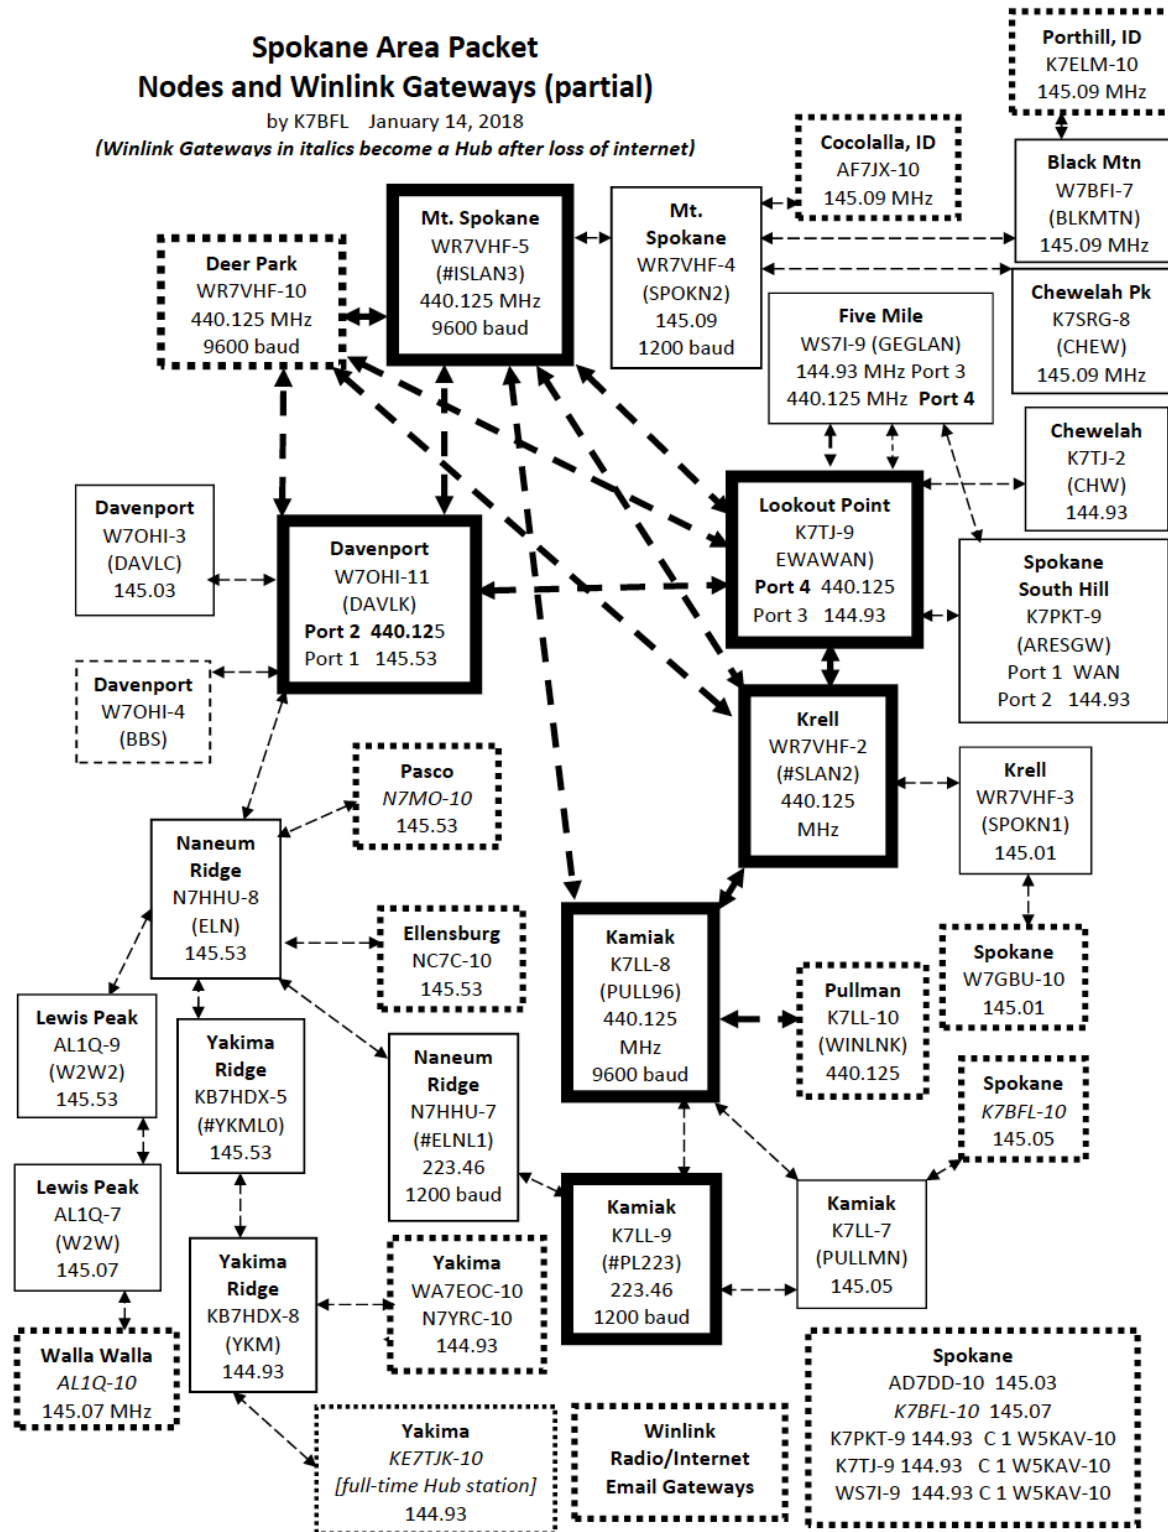 Spokane Area Packet
Nodes and Winlink Gateways (partial)
by K7BFL    January 14, 2018
(Winlink Gateways in italics become a Hub after loss of internet)
Porthill, ID
K7ELM-10
145.09 MHz
Cocolalla, ID
AF7JX-10
145.09 MHz
Black Mtn
W7BFI-7
(BLKMTN)
145.09 MHz
Mt. Spokane
WR7VHF-5
(#ISLAN3)
440.125 MHz
9600 baud
Mt.
Spokane
WR7VHF-4
(SPOKN2)
145.09
1200 baud
Deer Park
WR7VHF-10
440.125 MHz
9600 baud
Chewelah Pk
K7SRG-8
(CHEW)
145.09 MHz
Five Mile
WS7I-9 (GEGLAN)
144.93 MHz Port 3
440.125 MHz  Port 4
Chewelah
K7TJ-2
(CHW)
144.93
Lookout Point
K7TJ-9
EWAWAN)
Port 4  440.125
Port 3   144.93
Davenport
W7OHI-3
(DAVLC)
145.03
Davenport
W7OHI-11
(DAVLK)
Port 2  440.125
Port 1   145.53
Spokane
South Hill
K7PKT-9
(ARESGW)
Port 1  WAN
Port 2   144.93
Davenport
W7OHI-4
(BBS)
Krell
WR7VHF-2
(#SLAN2)
440.125
MHz
Krell
WR7VHF-3
(SPOKN1)
145.01
Pasco
N7MO-10
145.53
Naneum
Ridge
N7HHU-8
(ELN)
145.53
Ellensburg
NC7C-10
145.53
Kamiak
K7LL-8
(PULL96)
440.125
MHz
9600 baud
Pullman
K7LL-10
(WINLNK)
440.125
Spokane
W7GBU-10
145.01
Lewis Peak
AL1Q-9
(W2W2)
145.53
Yakima
Ridge
KB7HDX-5
(#YKML0)
145.53
Naneum
Ridge
N7HHU-7
(#ELNL1)
223.46
1200 baud
Spokane
K7BFL-10
145.05
Lewis Peak
AL1Q-7
(W2W)
145.07
Kamiak
K7LL-9
(#PL223)
223.46
1200 baud
Kamiak
K7LL-7
(PULLMN)
145.05
Yakima
Ridge
KB7HDX-8
(YKM)
144.93
Yakima
WA7EOC-10
N7YRC-10
144.93
Walla Walla
AL1Q-10
145.07 MHz
Yakima
KE7TJK-10
[full-time Hub station]
144.93
Winlink
Radio/Internet
Email Gateways
Spokane
AD7DD-10  145.03
K7BFL-10  145.07
K7PKT-9 144.93   C 1 W5KAV-10
K7TJ-9 144.93   C 1 W5KAV-10
WS7I-9  144.93 C 1 W5KAV-10